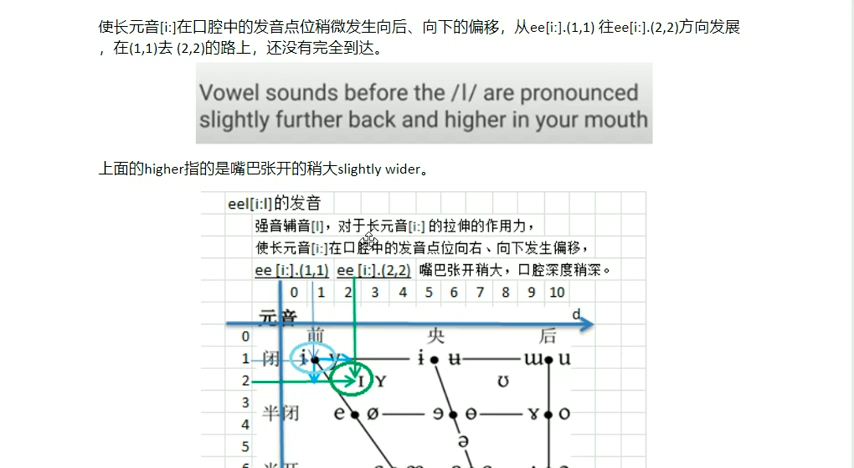 使长元音[i:]在口腔中的发音点位稍微发生向后、向下的偏移，从ee[i:].(1,1) 往ee[i:].(2,2)方向发展
，在(1,1)去 (2,2)的路上，还没有完全到达。
Vowel sounds before the /l/ are pronounced
slightly further back and higher in your mouth
上面的higher指的是嘴巴张开的稍大slightly wider。
eel[i:l]的发音
强音辅音[l]，对于长元音[i:] 的拉伸的作用力，
使长元音[i:]在口腔中的发音点位向右、向下发生偏移，
ee [i:].(1,1) ee [i:].(2,2) 嘴巴张开稍大，口腔深度稍深。
0 1 2 3 4 5 6 7 8 9 10
元音 d
0 前 央 后
1 闭 i y ɨ ʉ ɯ u
2 I Y ʊ
3 半闭 e ø ɘ ɵ ɤ o
4
5 ə